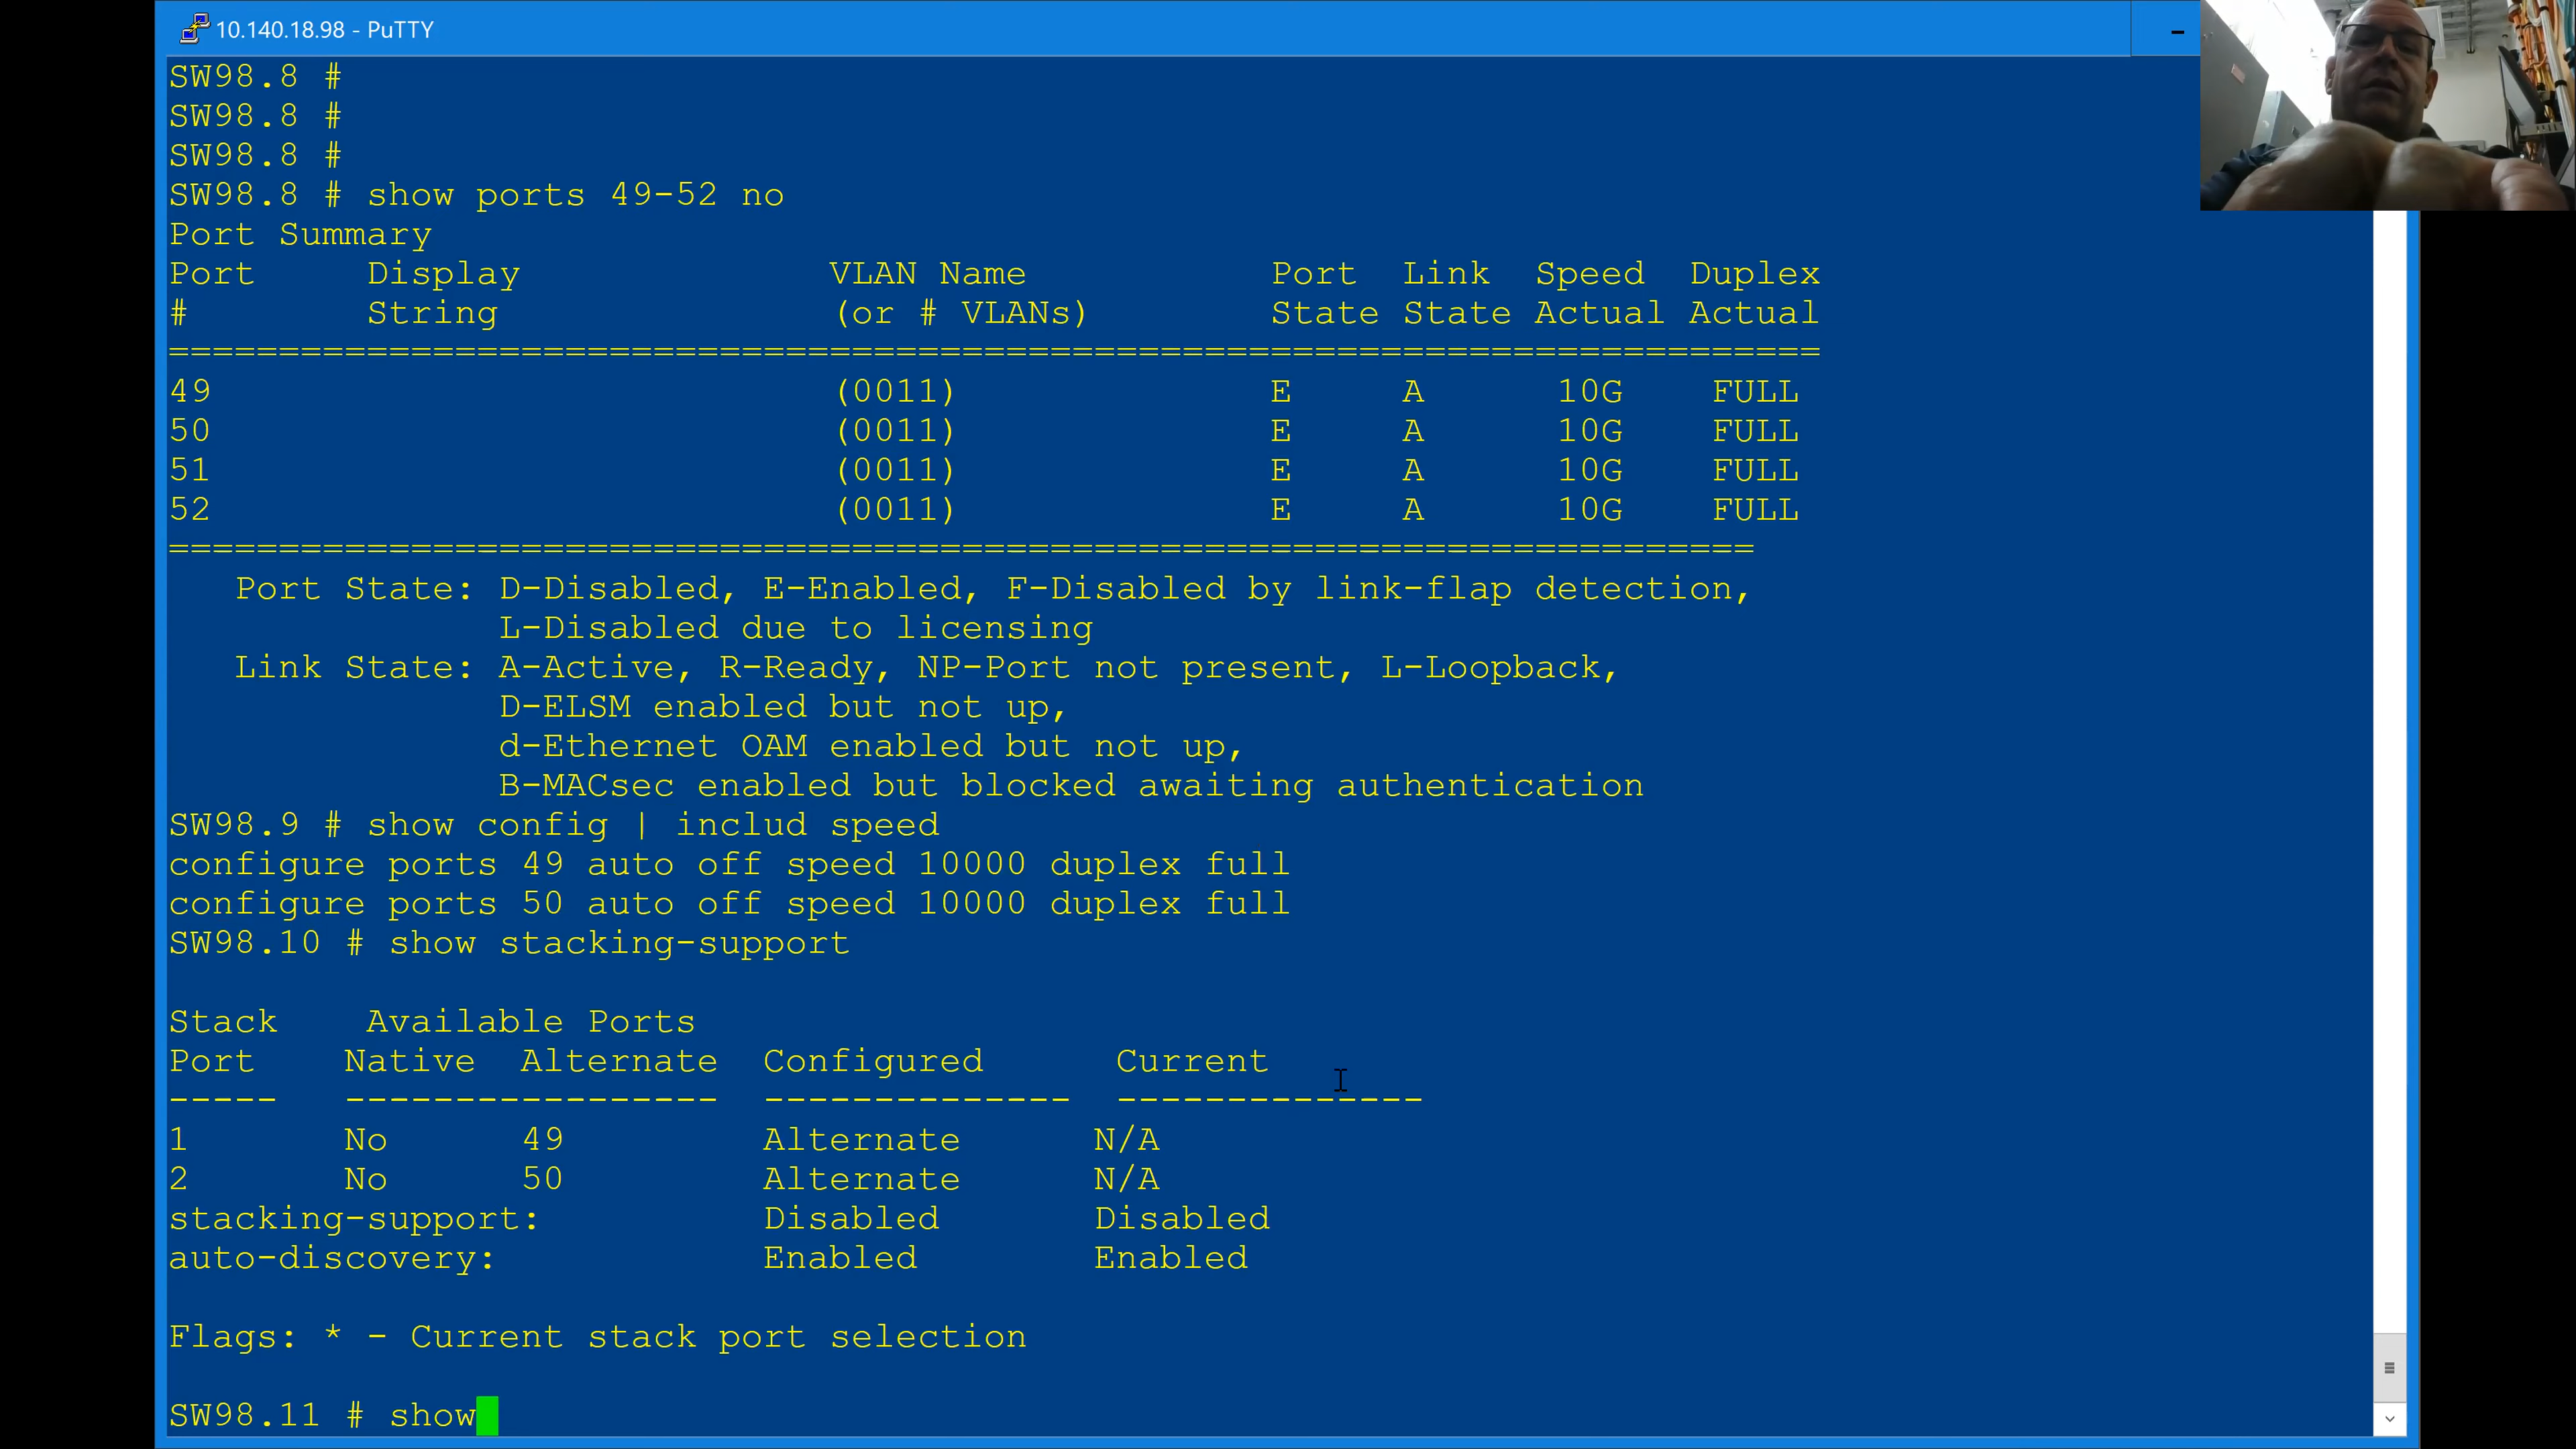 10.140.18.98 - PuTTY
SW98.8 #
SW98.8 #
SW98.8 #
SW98.8 # show ports 49-52 no
Port Summary
Port Display VLAN Name Port Link Speed Duplex
# String (or # VLANs) State State Actual Actual
===========================================================================
49 (0011) E A 10G FULL
50 (0011) E A 10G FULL
51 (0011) E A 10G FULL
52 (0011) E A 10G FULL
========================================================================
Port State: D-Disabled, E-Enabled, F-Disabled by link-flap detection,
L-Disabled due to licensing
Link State: A-Active, R-Ready, NP-Port not present, L-Loopback,
D-ELSM enabled but not up,
d-Ethernet OAM enabled but not up,
B-MACsec enabled but blocked awaiting authentication
SW98.9 # show config | includ speed
configure ports 49 auto off speed 10000 duplex full
configure ports 50 auto off speed 10000 duplex full
SW98.10 # show stacking-support
Stack Available Ports
Port Native Alternate Configured Current
----- ----------------- -------------- --------------
1 No 49 Alternate N/A
2 No 50 Alternate N/A
stacking-support: Disabled Disabled
auto-discovery: Enabled Enabled
Flags: * - Current stack port selection
SW98.11 # show